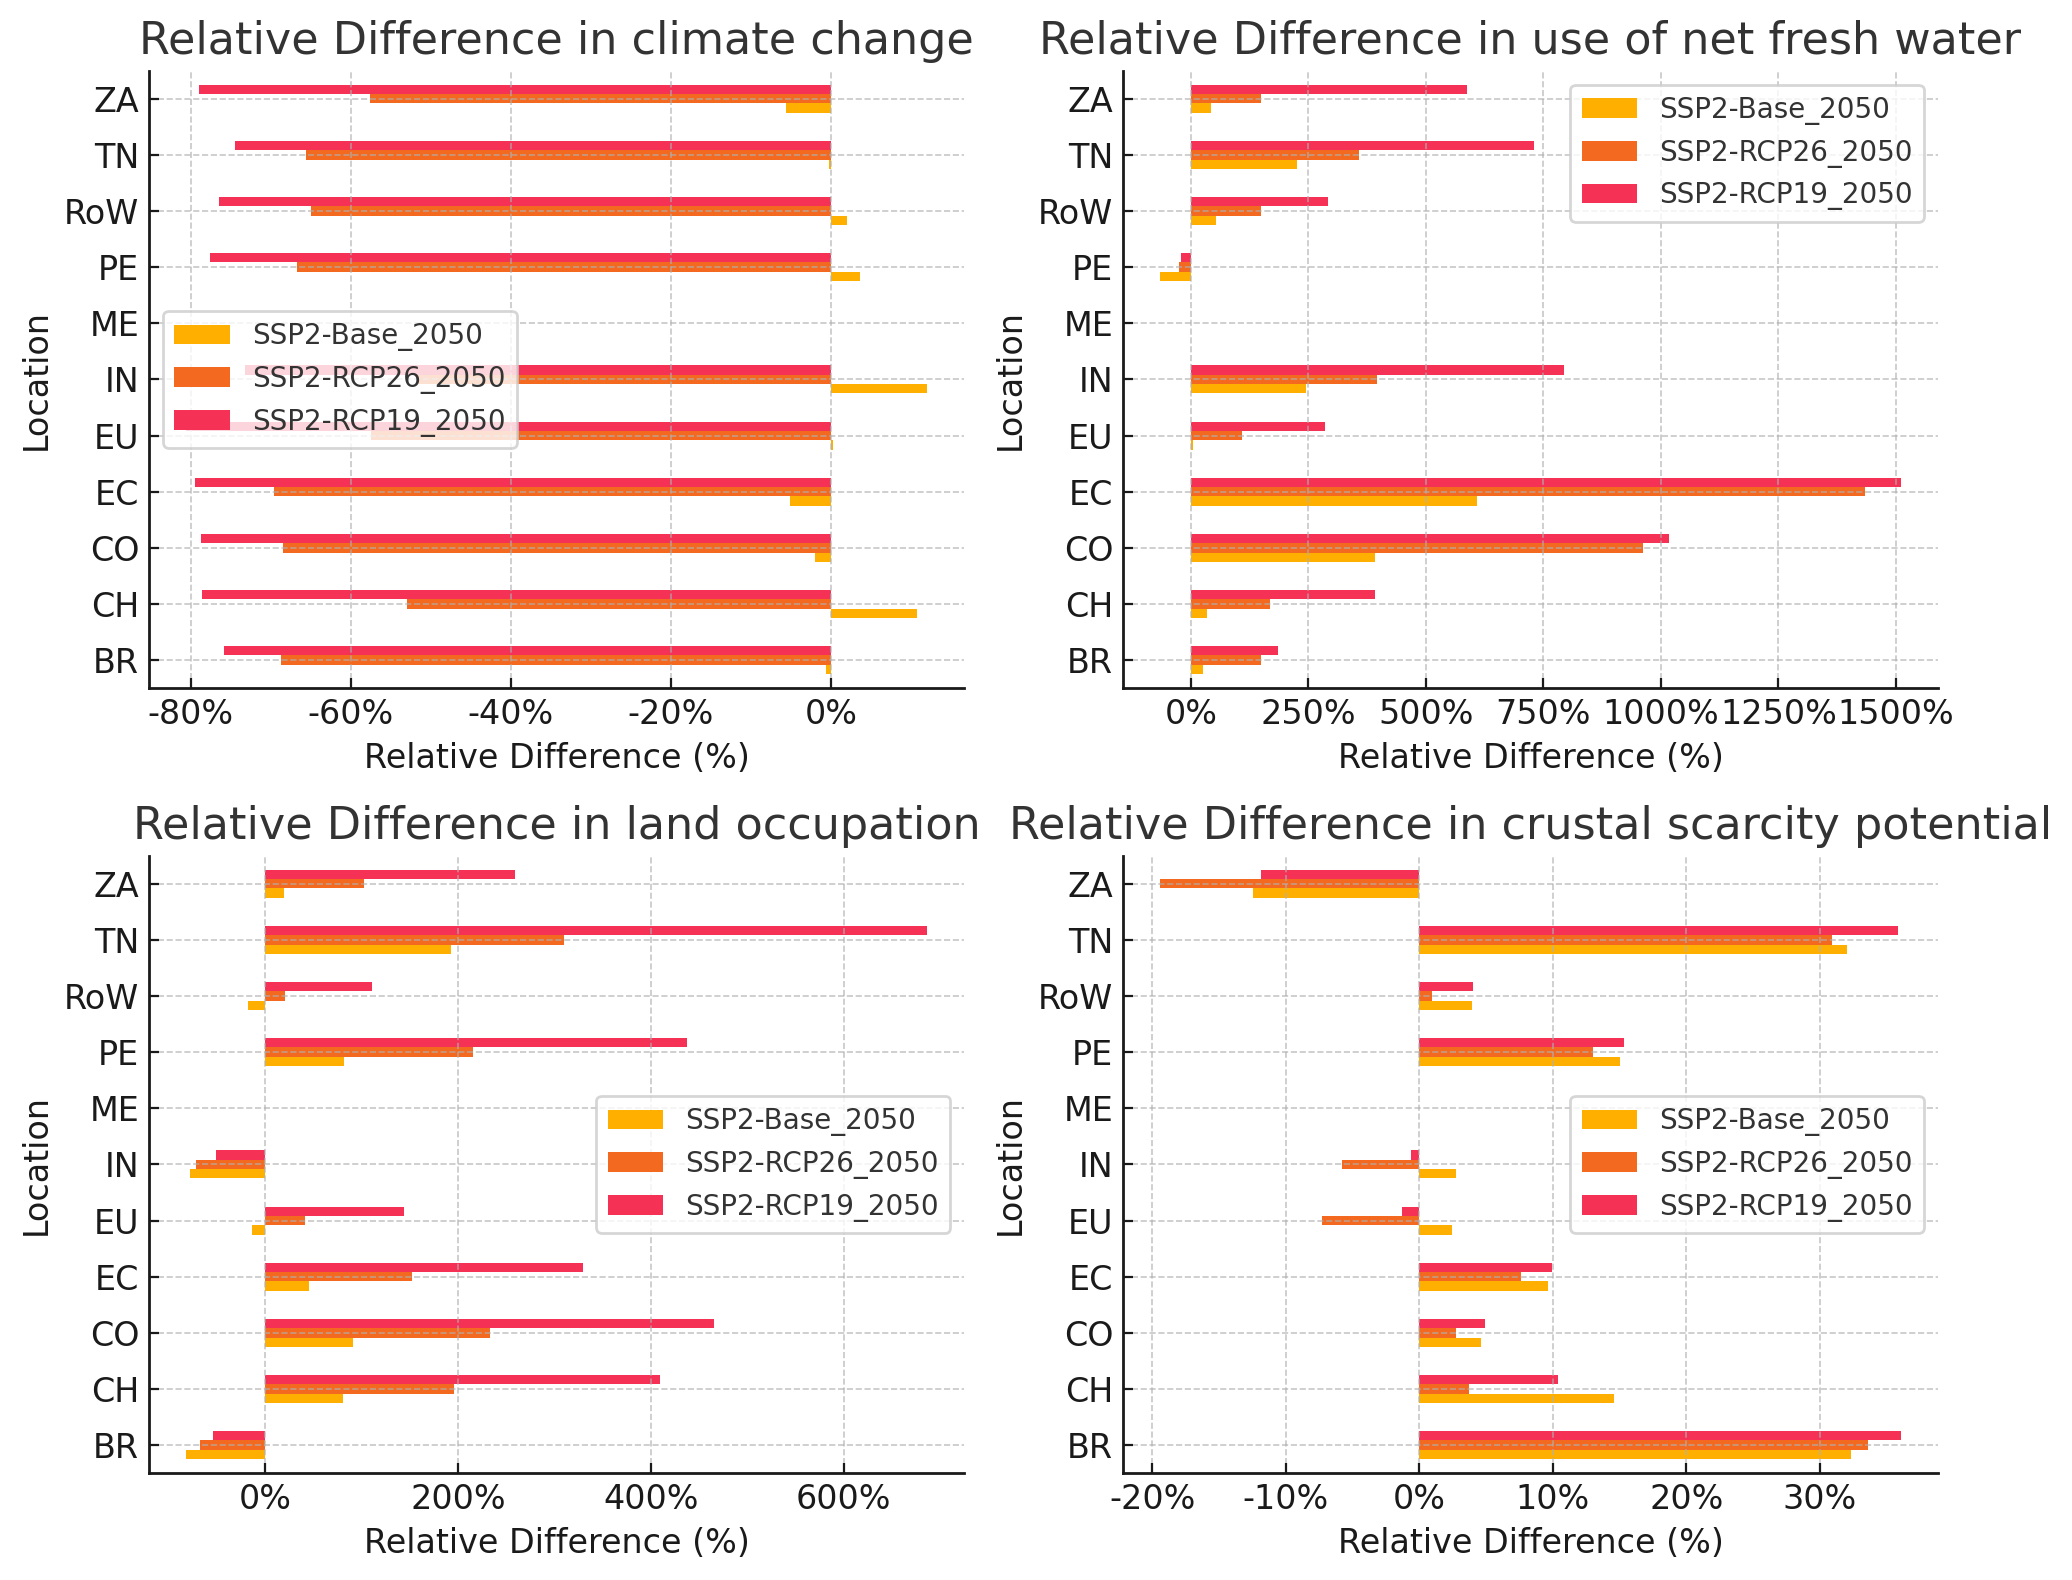 Relative Difference in climate change
Location
ZA
TN
RoW
PE
ME
IN
EU
EC
CO
CH
BR
SSP2-Base_2050
SSP2-RCP26_2050
SSP2-RCP19_2050
-80% -60% -40% -20% 0%
Relative Difference (%)
Relative Difference in use of net fresh water
Location
ZA
TN
RoW
PE
ME
IN
EU
EC
CO
CH
BR
SSP2-Base_2050
SSP2-RCP26_2050
SSP2-RCP19_2050
0% 250% 500% 750% 1000% 1250% 1500%
Relative Difference (%)
Relative Difference in land occupation
Location
ZA
TN
RoW
PE
ME
IN
EU
EC
CO
CH
BR
SSP2-Base_2050
SSP2-RCP26_2050
SSP2-RCP19_2050
0% 200% 400% 600%
Relative Difference (%)
Relative Difference in crustal scarcity potential
Location
ZA
TN
RoW
PE
ME
IN
EU
EC
CO
CH
BR
SSP2-Base_2050
SSP2-RCP26_2050
SSP2-RCP19_2050
-20% -10% 0% 10% 20% 30%
Relative Difference (%)